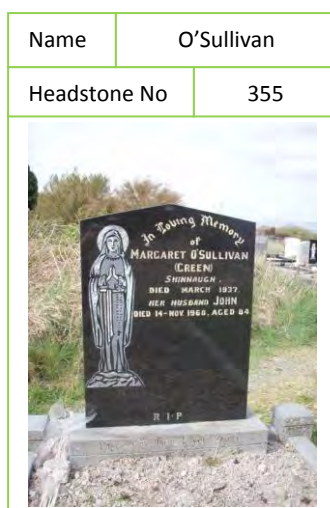 Name O’Sullivan
Headstone No 355
In Loving Memory
of
MARGARET O'SULLIVAN
(GREEN)
SHINNAUGH.
DIED MARCH 1937
HER HUSBAND JOHN
DIED 14-NOV. 1960, AGED 84
R.I.P